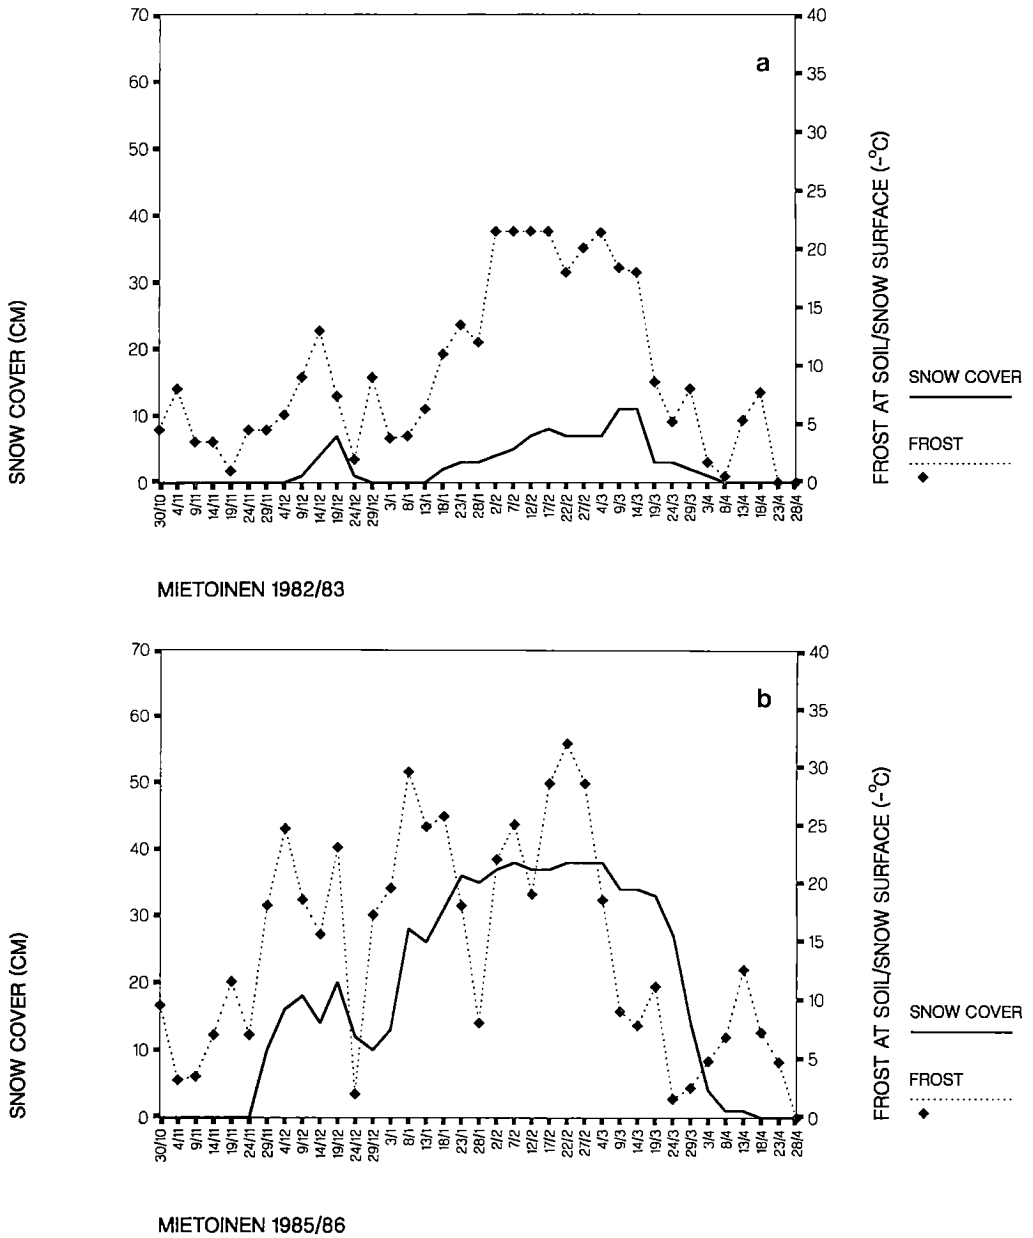 70
60
50
40
30
20
10
0
SNOW COVER (CM)
40
35
30
25
20
15
10
5
0
FROST AT SOIL/SNOW SURFACE (-°C)
a
SNOW COVER
FROST
30/10 4/11 9/11 14/11 19/11 24/11 29/11 4/12 9/12 14/12 19/12 24/12 29/12 3/1 8/1 13/1 18/1 23/1 28/1 2/2 7/2 12/2 17/2 22/2 27/2 4/3 9/3 14/3 19/3 24/3 29/3 3/4 8/4 13/4 18/4 23/4 28/4
MIETOINEN 1982/83
70
60
50
40
30
20
10
0
SNOW COVER (CM)
40
35
30
25
20
15
10
5
0
FROST AT SOIL/SNOW SURFACE (-°C)
b
SNOW COVER
FROST
30/10 4/11 9/11 14/11 19/11 24/11 29/11 4/12 9/12 14/12 19/12 24/12 29/12 3/1 8/1 13/1 18/1 23/1 28/1 2/2 7/2 12/2 17/2 22/2 27/2 4/3 9/3 14/3 19/3 24/3 29/3 3/4 8/4 13/4 18/4 23/4 28/4
MIETOINEN 1985/86